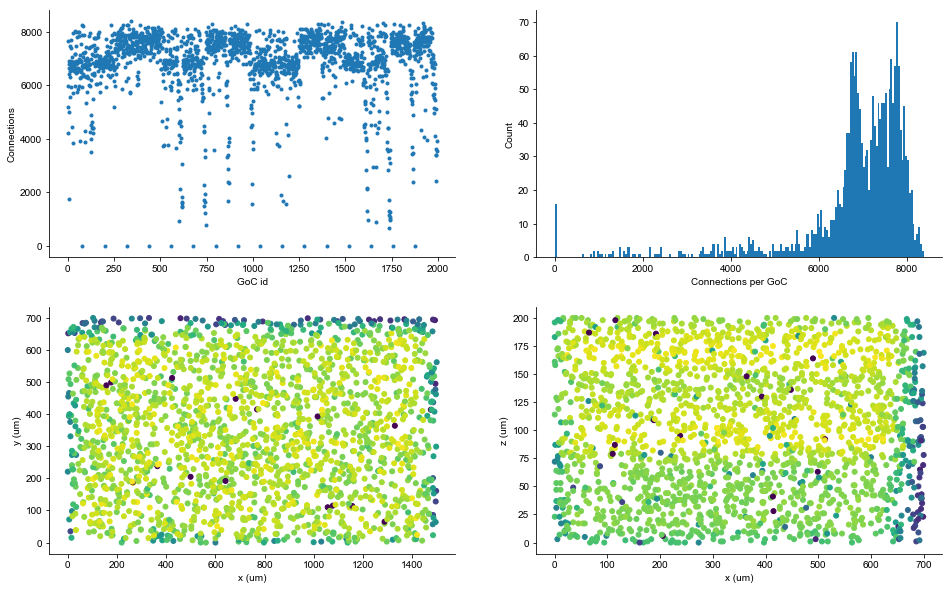 8000
6000
4000
2000
0
Connections
0 250 500 750 1000 1250 1500 1750 2000
GoC id
70
60
50
40
30
20
10
0
Count
0 2000 4000 6000 8000
Connections per GoC
700
600
500
400
300
200
100
0
y (um)
0 200 400 600 800 1000 1200 1400
x (um)
200
175
150
125
100
75
50
25
0
z (um)
0 100 200 300 400 500 600 700
x (um)